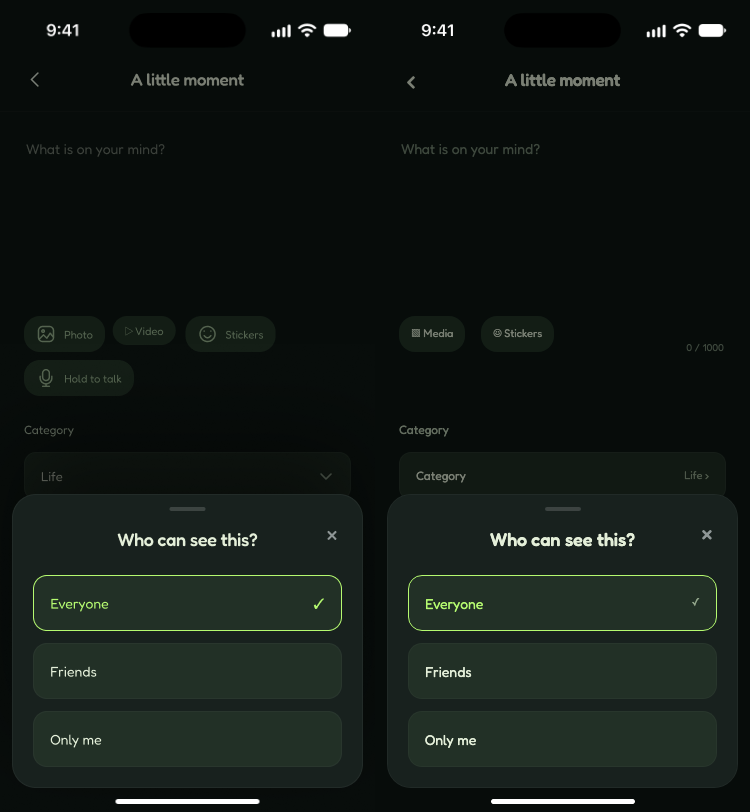 9:41
A little moment
What is on your mind?
Photo
Video
Stickers
Hold to talk
Category
Life
Who can see this?
Everyone
Friends
Only me
9:41
A little moment
What is on your mind?
Media
Stickers
0 / 1000
Category
Category
Life
Who can see this?
Everyone
Friends
Only me